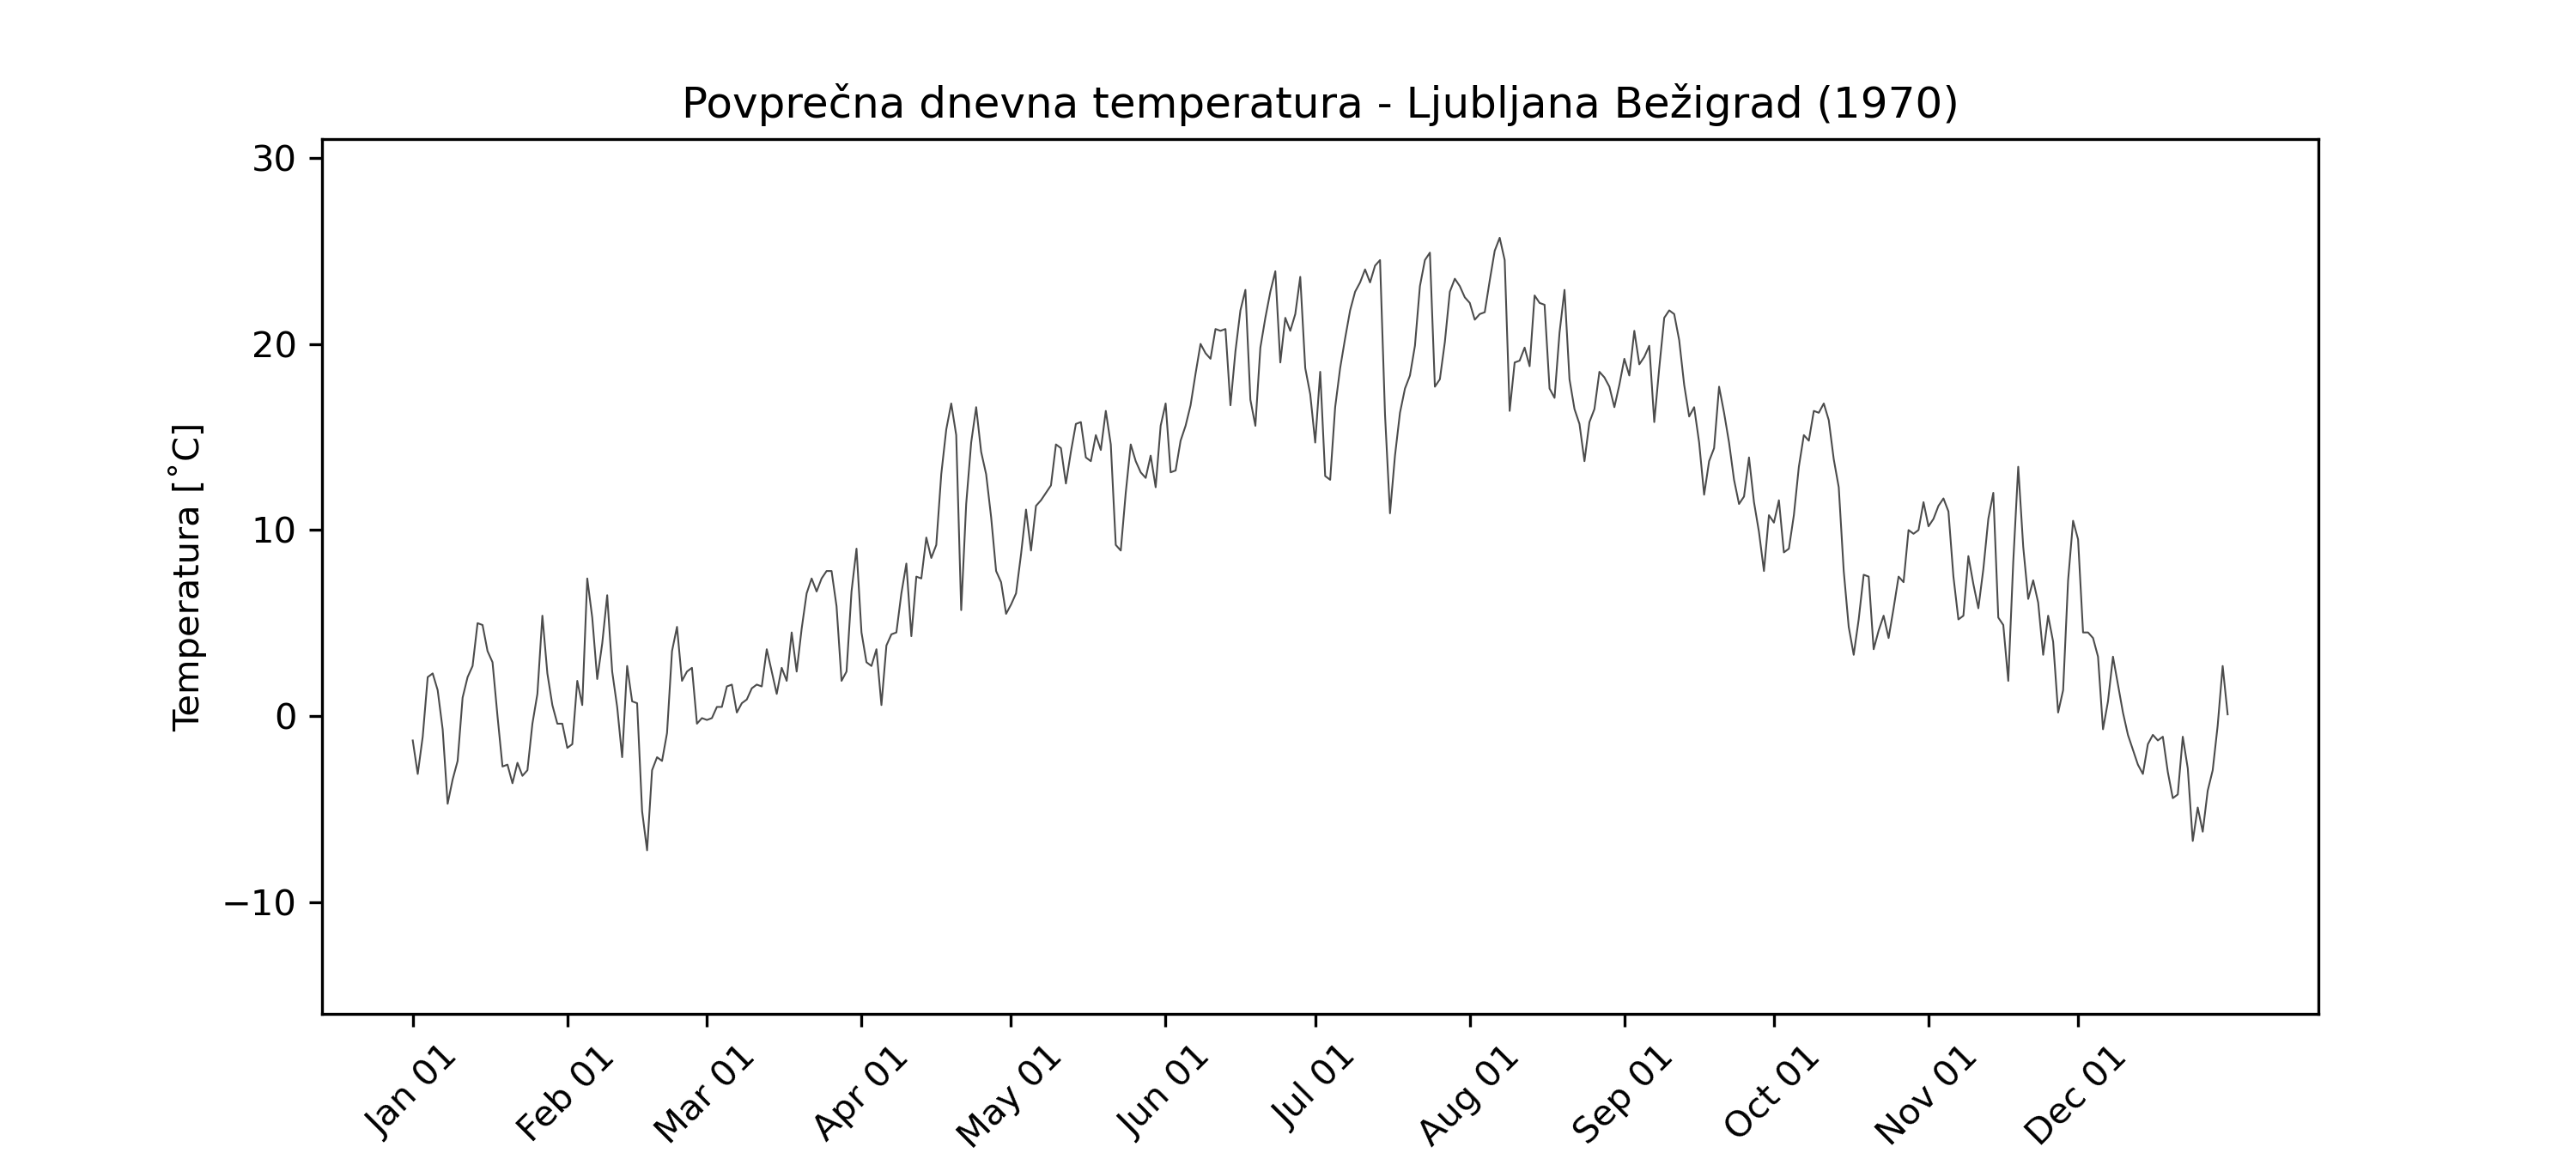 Povprečna dnevna temperatura - Ljubljana Bežigrad (1970)
Temperatura [˚C]
30
20
10
0
−10
Jan 01
Feb 01
Mar 01
Apr 01
May 01
Jun 01
Jul 01
Aug 01
Sep 01
Oct 01
Nov 01
Dec 01